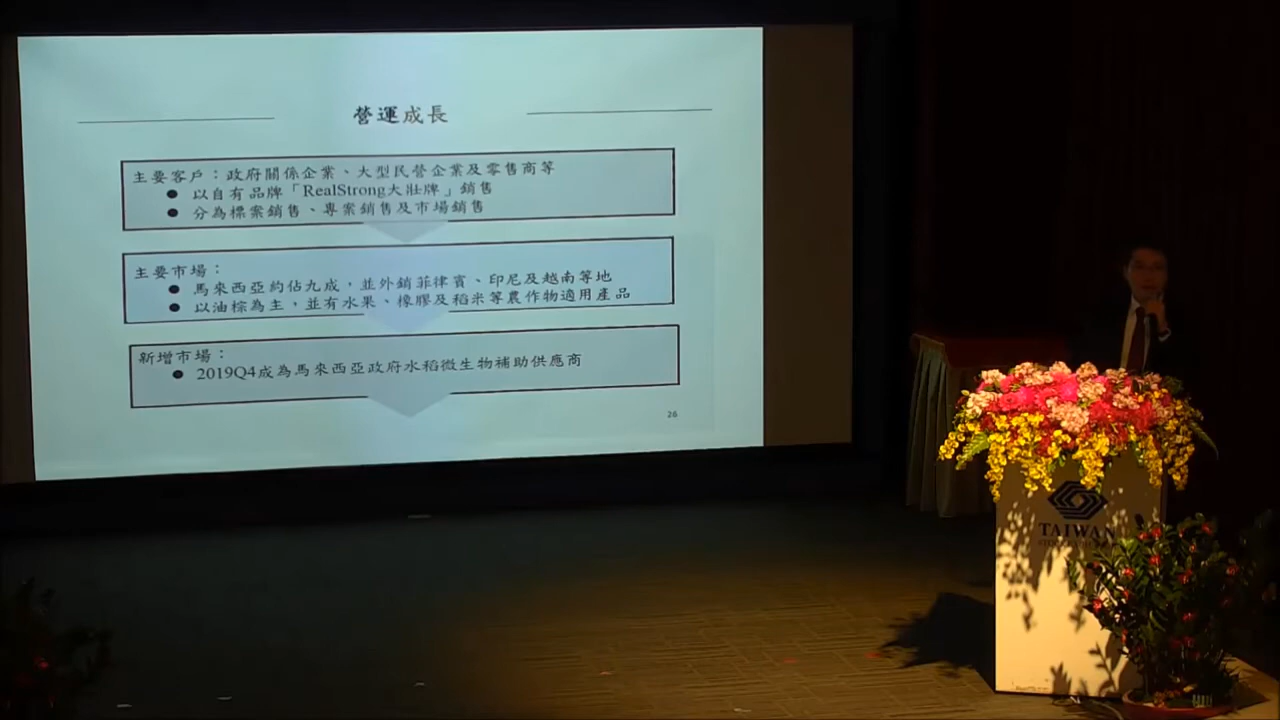 營運成長
主要客戶：政府關係企業、大型民營企業及零售商等
● 以自有品牌「RealStrong大壯牌」銷售
● 分為標案銷售、專案銷售及市場銷售
主要市場：
● 馬來西亞約佔九成，並外銷菲律賓、印尼及越南等地
● 以油棕為主，並有水果、橡膠及稻米等農作物適用產品
新增市場：
● 2019Q4成為馬來西亞政府水稻微生物補助供應商
26
TAIWAN